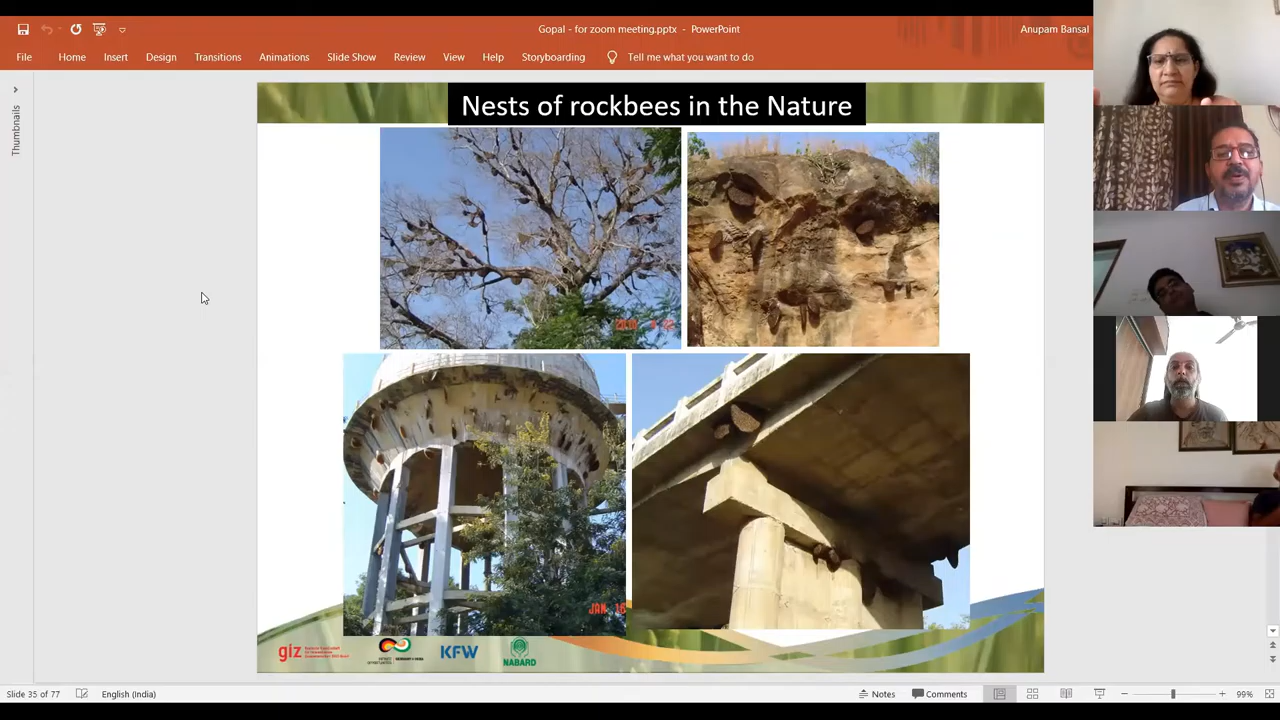 Gopal - for zoom meeting.pptx - PowerPoint
Anupam Bansal
File Home Insert Design Transitions Animations Slide Show Review View Help Storyboarding Tell me what you want to do
Thumbnails
Nests of rockbees in the Nature
JAN 16
giz
KFW
NABARD
Slide 35 of 77 English (India) Notes Comments 99%